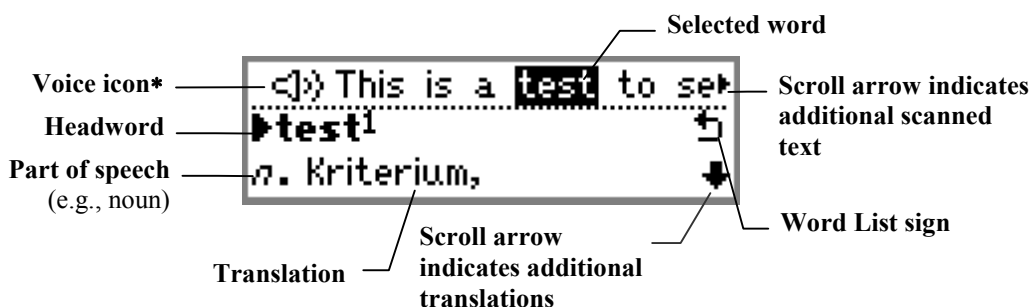 Selected word
Voice icon*
This is a test to se
Scroll arrow indicates
additional scanned
text
Headword
test1
Part of speech
(e.g., noun)
n. Kriterium,
Word List sign
Scroll arrow
indicates additional
translations
Translation